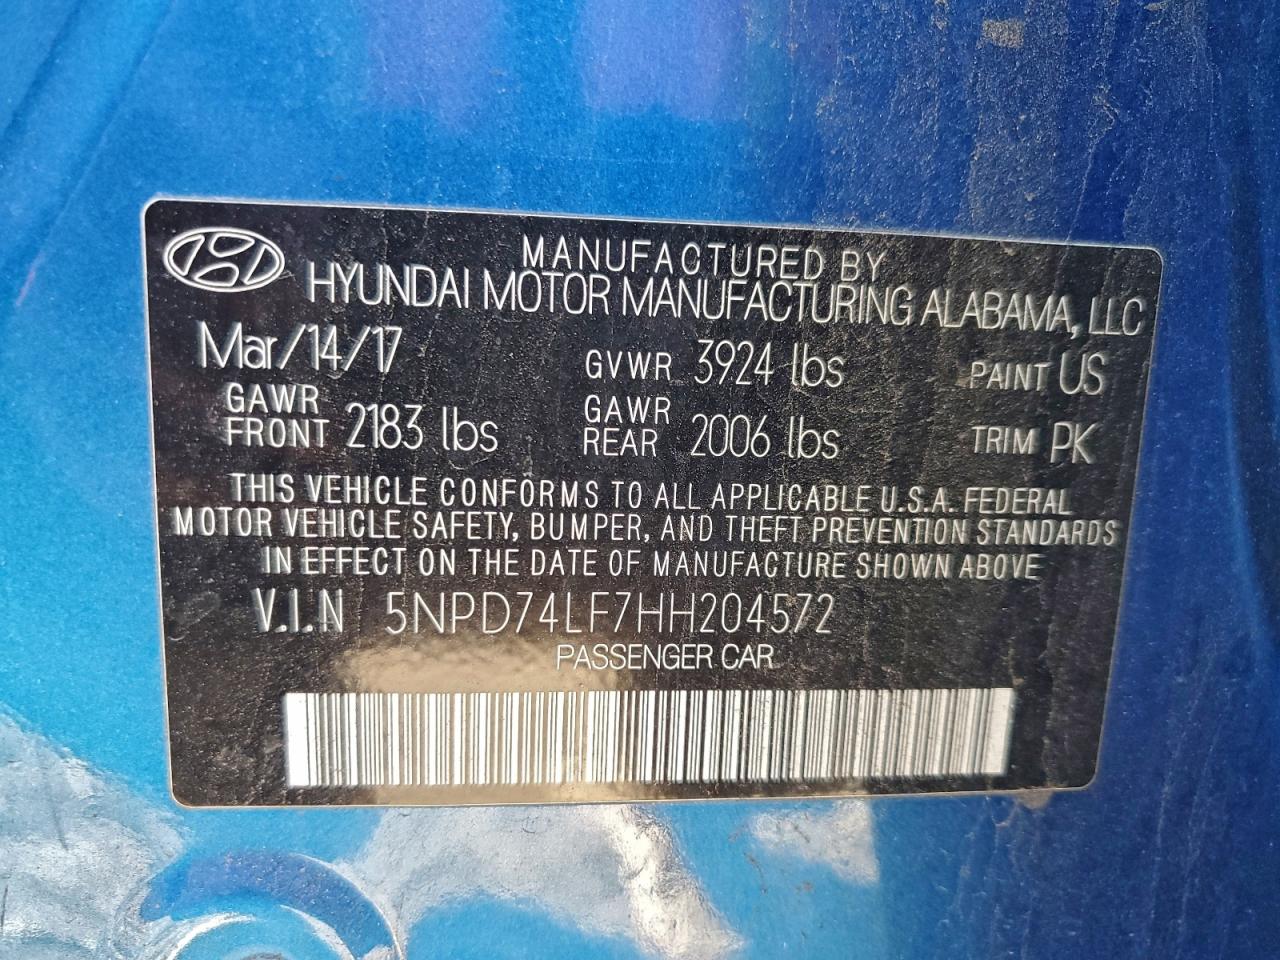 MANUFACTURED BY
HYUNDAI MOTOR MANUFACTURING ALABAMA, LLC
Mar/14/17 GVWR 3924 lbs PAINT US
GAWR FRONT 2183 lbs GAWR REAR 2006 lbs TRIM PK
THIS VEHICLE CONFORMS TO ALL APPLICABLE U.S.A. FEDERAL
MOTOR VEHICLE SAFETY, BUMPER, AND THEFT PREVENTION STANDARDS
IN EFFECT ON THE DATE OF MANUFACTURE SHOWN ABOVE
V.I.N 5NPD74LF7HH204572
PASSENGER CAR